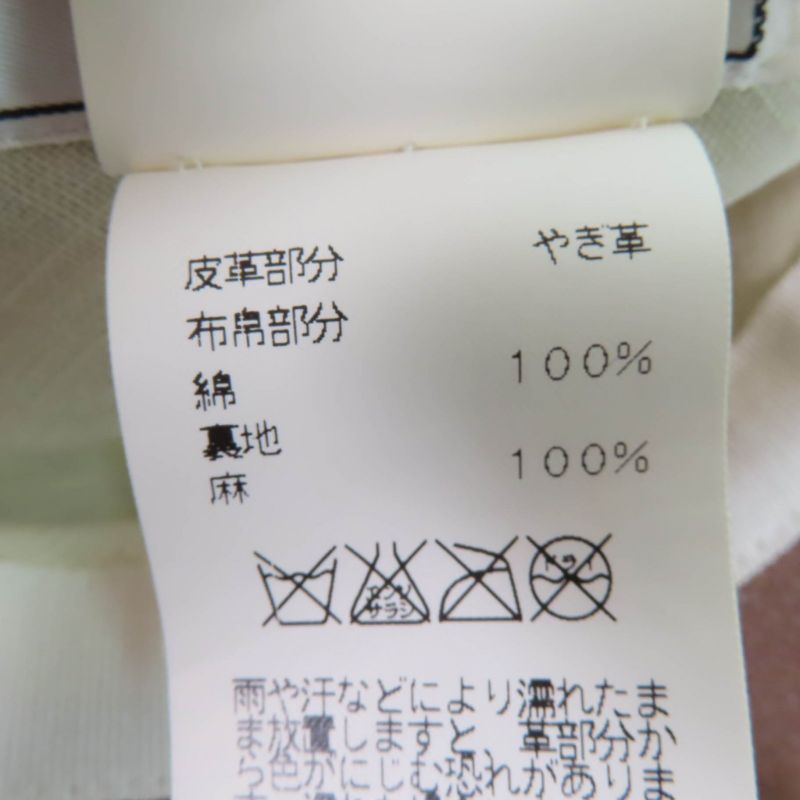 皮革部分 やぎ革
布帛部分
綿 100%
裏地
麻 100%
エンソ
サラシ
ドライ
雨や汗などにより濡れたま
ま放置しますと、革部分か
ら色がにじむ恐れがありま